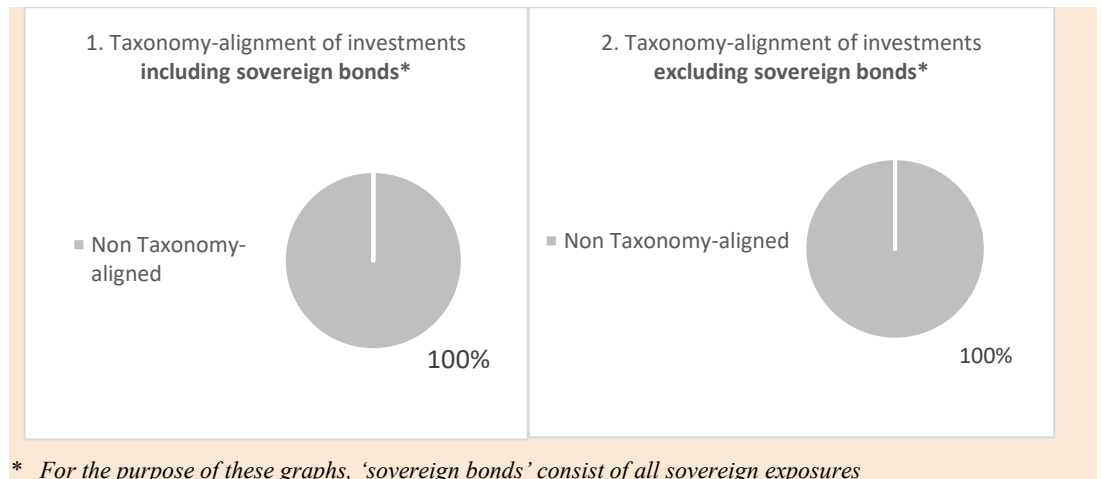 1. Taxonomy-alignment of investments
including sovereign bonds*
Non Taxonomy-
aligned
100%
2. Taxonomy-alignment of investments
excluding sovereign bonds*
Non Taxonomy-aligned
100%
* For the purpose of these graphs, ‘sovereign bonds’ consist of all sovereign exposures